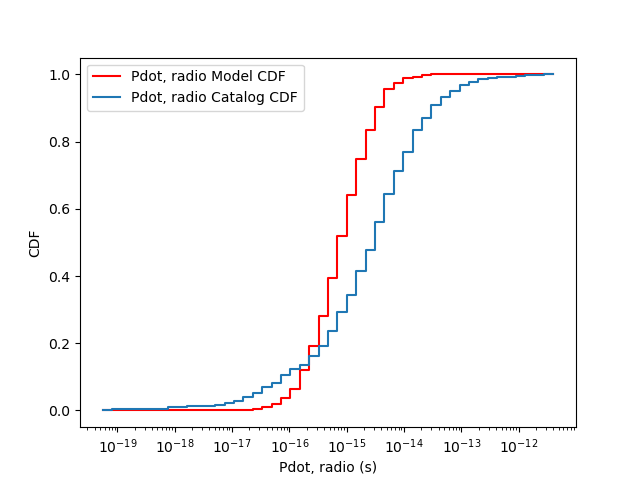 Pdot, radio Model CDF
Pdot, radio Catalog CDF
1.0
0.8
0.6
0.4
0.2
0.0
CDF
10⁻¹⁹ 10⁻¹⁸ 10⁻¹⁷ 10⁻¹⁶ 10⁻¹⁵ 10⁻¹⁴ 10⁻¹³ 10⁻¹²
Pdot, radio (s)